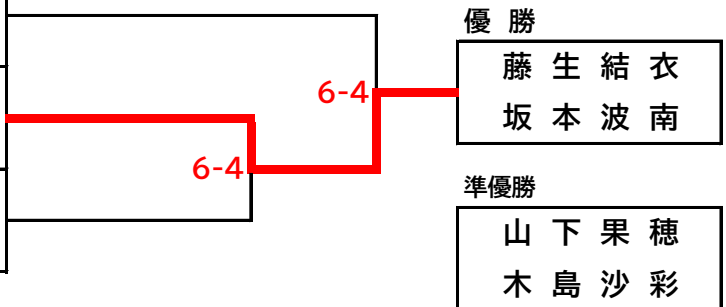 優 勝
藤 生 結 衣
坂 本 波 南
6-4
6-4
準優勝
山 下 果 穂
木 島 沙 彩